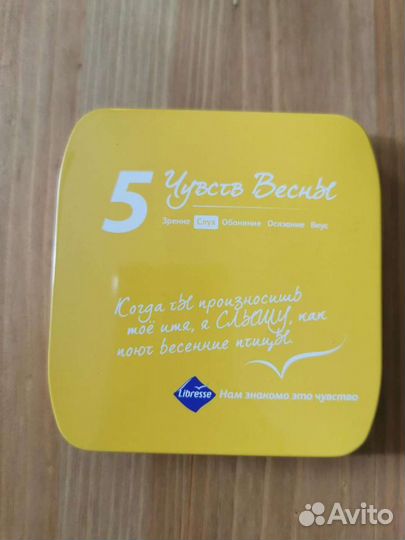 5 Чувств Весны
Зрение Слух Обоняние Осязание Вкус
Когда ты произносишь
моё имя, я СЛЫШУ, как
поют весенние птицы.
Libresse
Нам знакомо это чувство
Avito